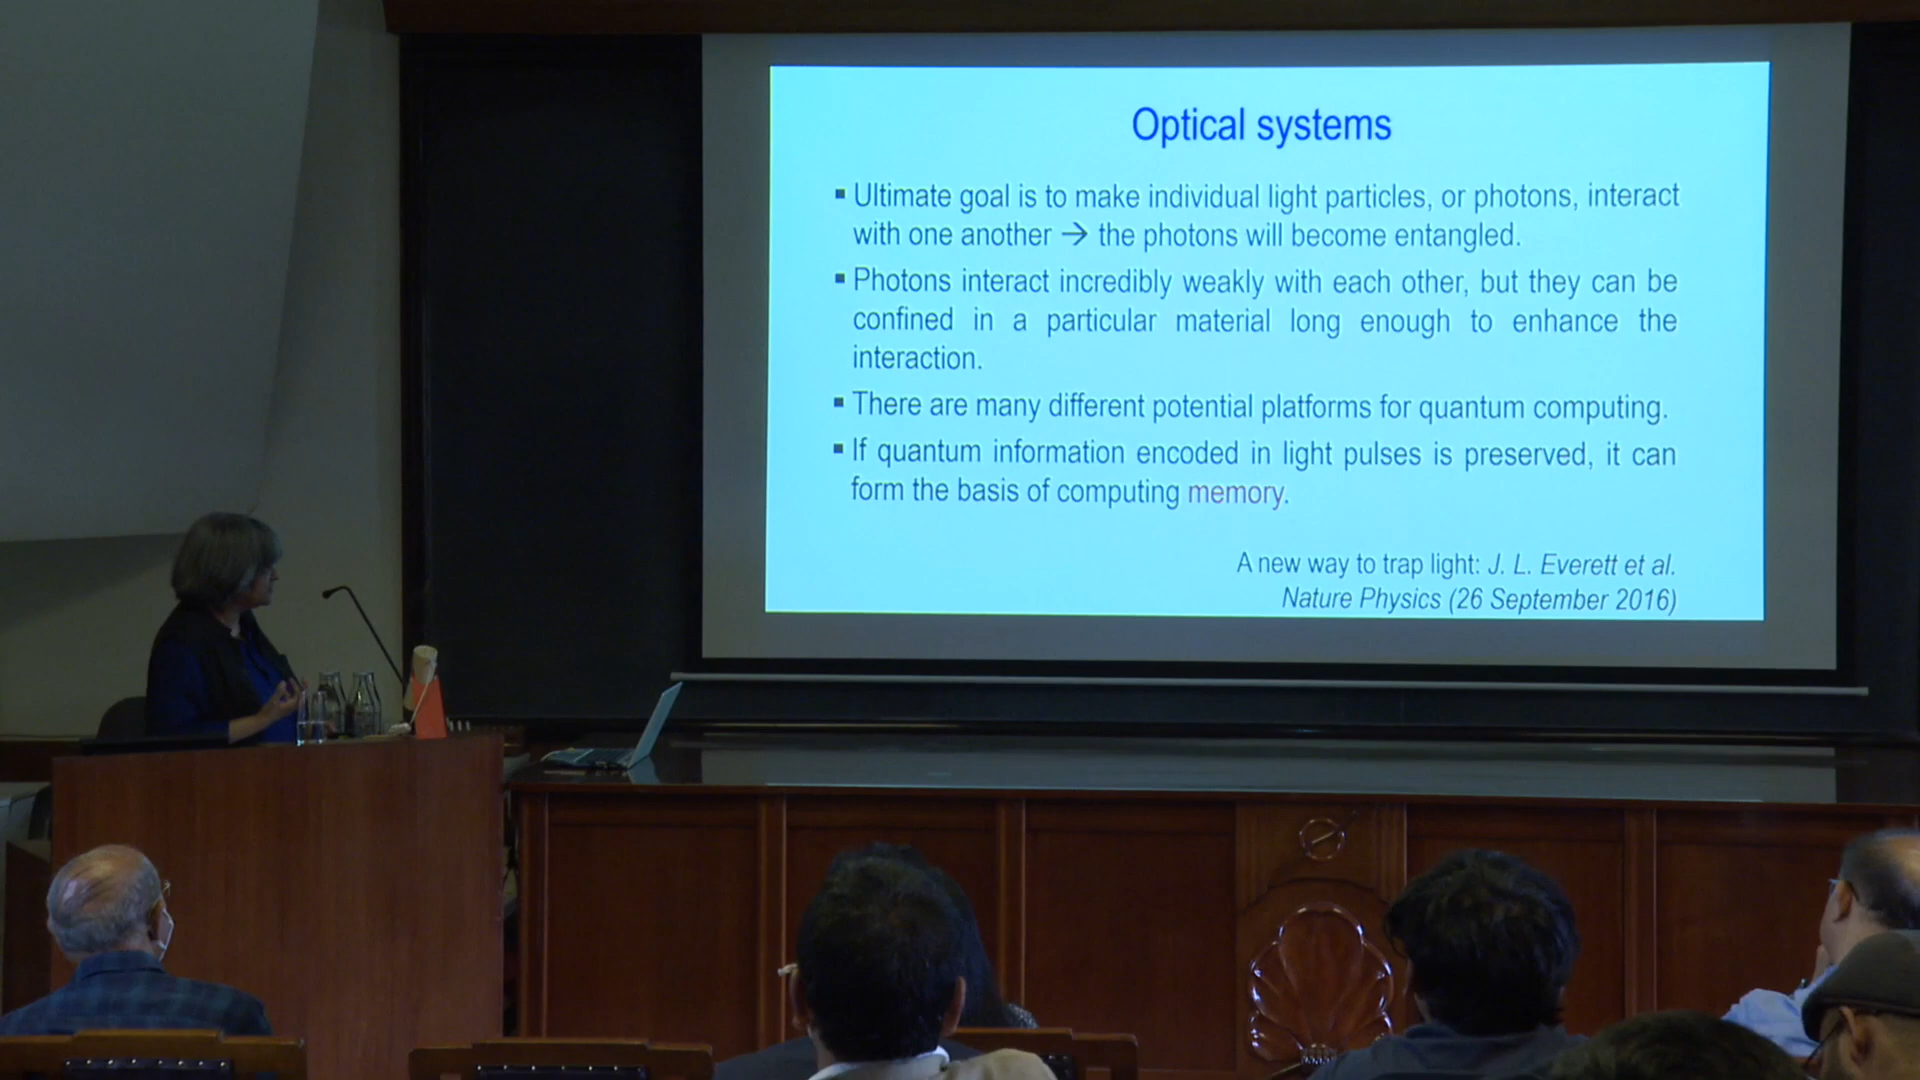 Optical systems
▪ Ultimate goal is to make individual light particles, or photons, interact
with one another → the photons will become entangled.
▪ Photons interact incredibly weakly with each other, but they can be
confined in a particular material long enough to enhance the
interaction.
▪ There are many different potential platforms for quantum computing.
▪ If quantum information encoded in light pulses is preserved, it can
form the basis of computing memory.
A new way to trap light: J. L. Everett et al.
Nature Physics (26 September 2016)